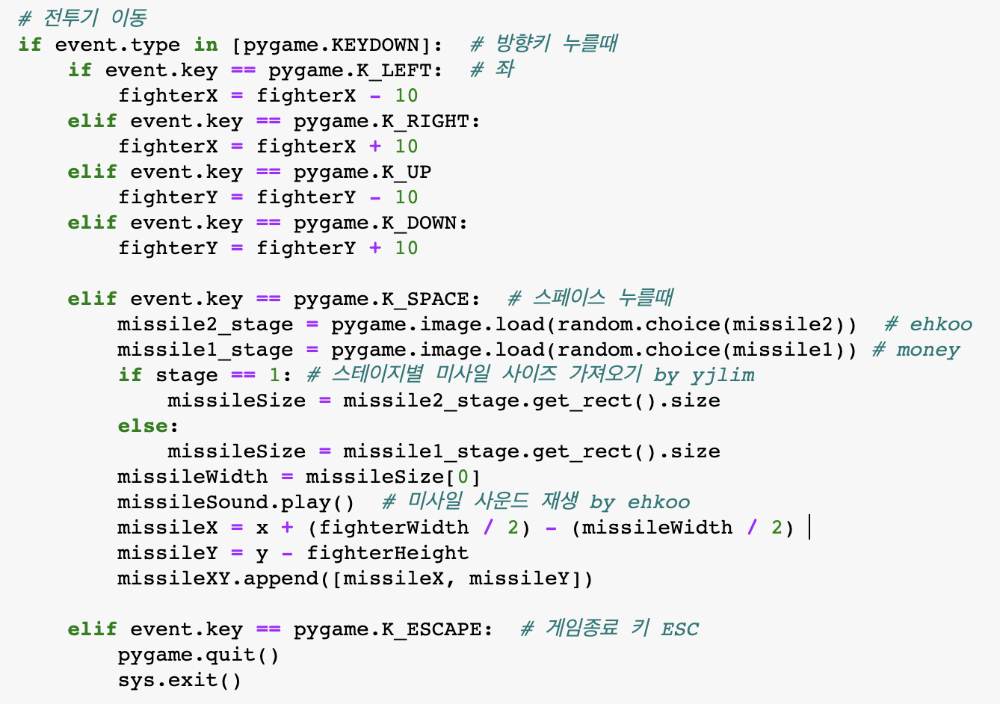 # 전투기 이동
if event.type in [pygame.KEYDOWN]:  # 방향키 누를때
    if event.key == pygame.K_LEFT:  # 좌
        fighterX = fighterX - 10
    elif event.key == pygame.K_RIGHT:
        fighterX = fighterX + 10
    elif event.key == pygame.K_UP
        fighterY = fighterY - 10
    elif event.key == pygame.K_DOWN:
        fighterY = fighterY + 10

    elif event.key == pygame.K_SPACE:  # 스페이스 누를때
        missile2_stage = pygame.image.load(random.choice(missile2))  # ehkoo
        missile1_stage = pygame.image.load(random.choice(missile1)) # money
        if stage == 1: # 스테이지별 미사일 사이즈 가져오기 by yjlim
            missileSize = missile2_stage.get_rect().size
        else:
            missileSize = missile1_stage.get_rect().size
        missileWidth = missileSize[0]
        missileSound.play()  # 미사일 사운드 재생 by ehkoo
        missileX = x + (fighterWidth / 2) - (missileWidth / 2)
        missileY = y - fighterHeight
        missileXY.append([missileX, missileY])

    elif event.key == pygame.K_ESCAPE:  # 게임종료 키 ESC
        pygame.quit()
        sys.exit()